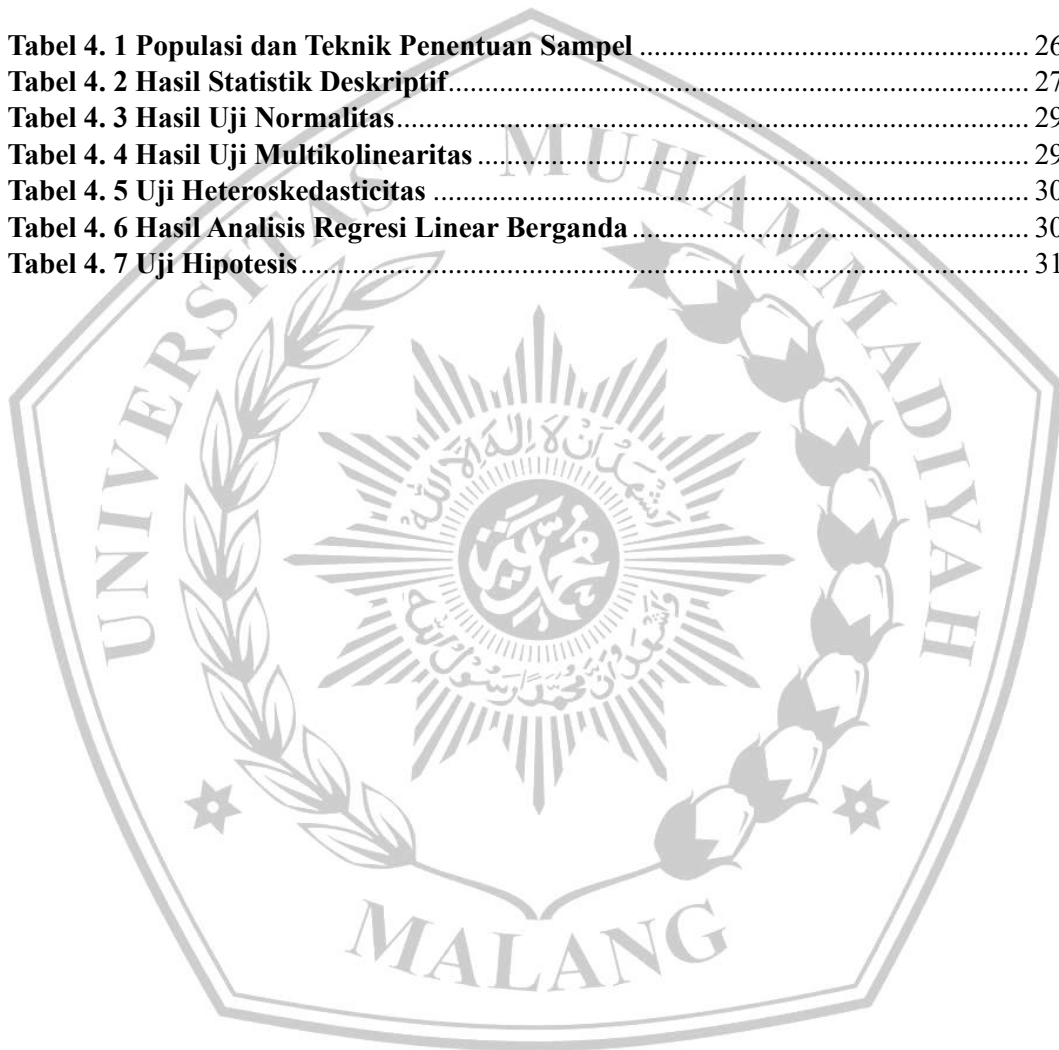 Tabel 4. 1 Populasi dan Teknik Penentuan Sampel ........................................................ 26
Tabel 4. 2 Hasil Statistik Deskriptif................................................................................... 27
Tabel 4. 3 Hasil Uji Normalitas.......................................................................................... 29
Tabel 4. 4 Hasil Uji Multikolinearitas ............................................................................... 29
Tabel 4. 5 Uji Heteroskedasticitas ..................................................................................... 30
Tabel 4. 6 Hasil Analisis Regresi Linear Berganda ......................................................... 30
Tabel 4. 7 Uji Hipotesis........................................................................................................ 31
UNIVERSITAS MUHAMMADIYAH
MALANG